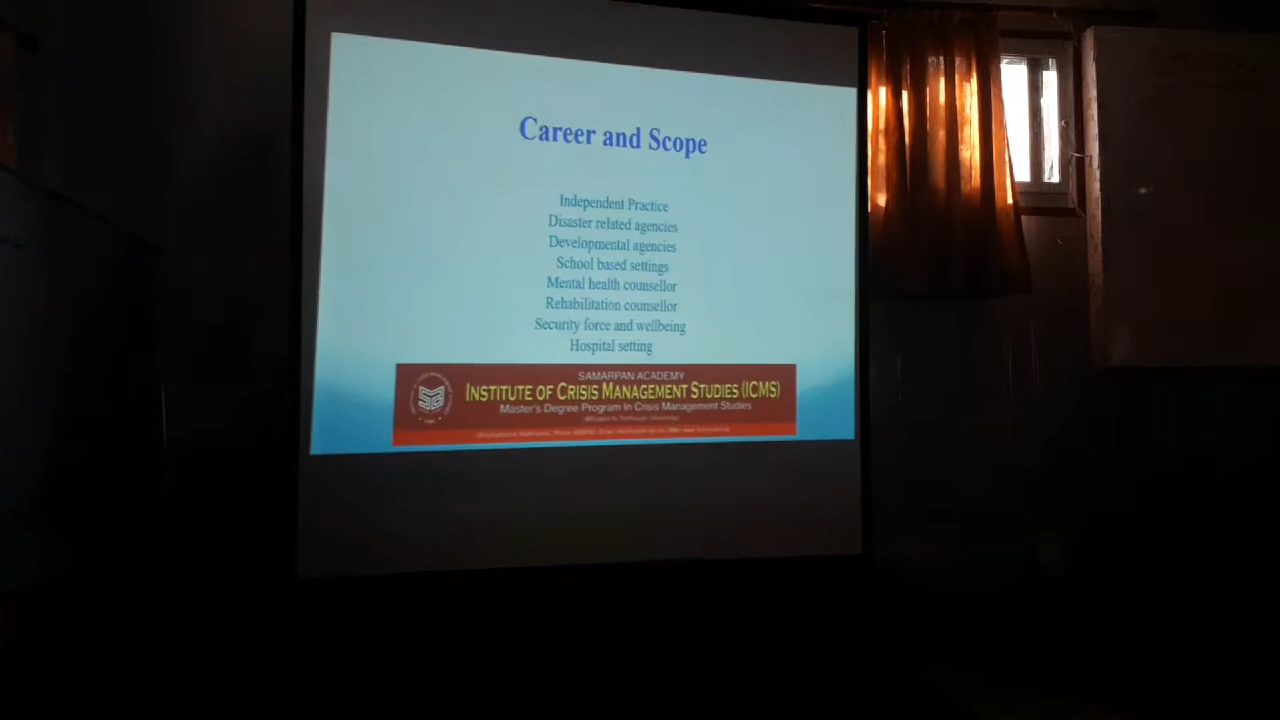 Career and Scope
Independent Practice
Disaster related agencies
Developmental agencies
School based settings
Mental health counsellor
Rehabilitation counsellor
Security force and wellbeing
Hospital setting
SAMARPAN ACADEMY
INSTITUTE OF CRISIS MANAGEMENT STUDIES (ICMS)
Master's Degree Program In Crisis Management Studies